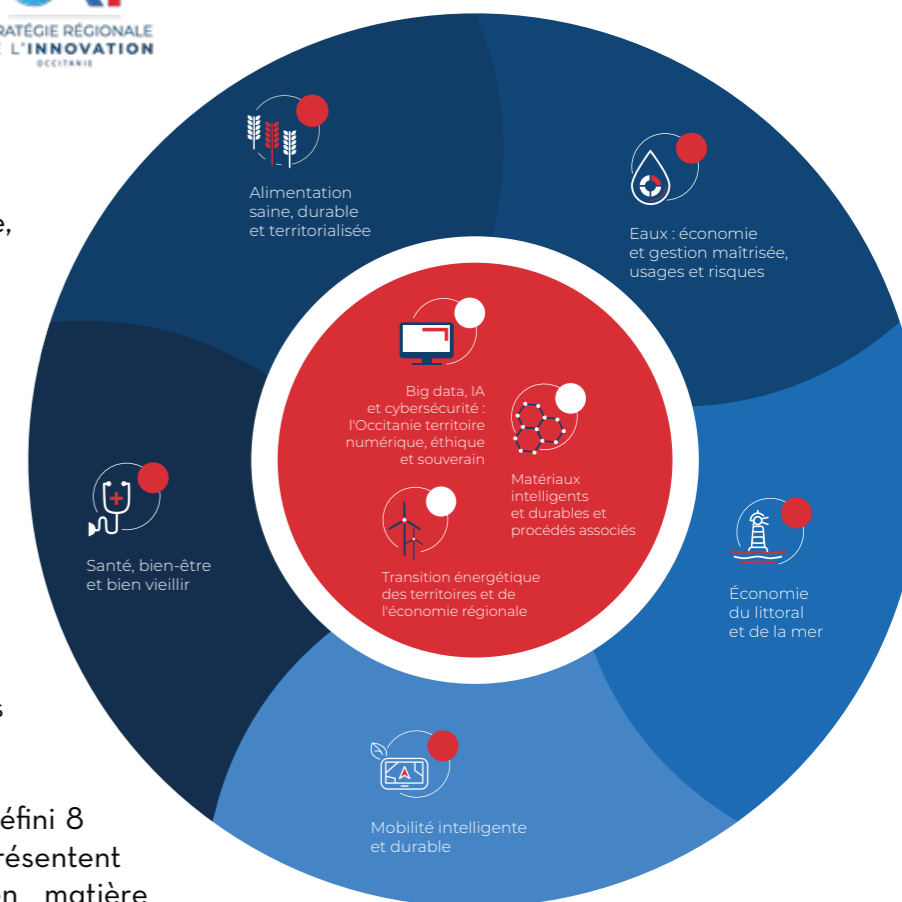 STRATÉGIE RÉGIONALE
DE L'INNOVATION
OCCITANIE
Alimentation
saine, durable
et territorialisée
Eaux : économie
et gestion maîtrisée,
usages et risques
Big data, IA
et cybersécurité :
l'Occitanie territoire
numérique, éthique
et souverain
Matériaux
intelligents
et durables et
procédés associés
Transition énergétique
des territoires et de
l'économie régionale
Santé, bien-être
et bien vieillir
Économie
du littoral
et de la mer
Mobilité intelligente
et durable
éfini 8
résentent
en matière